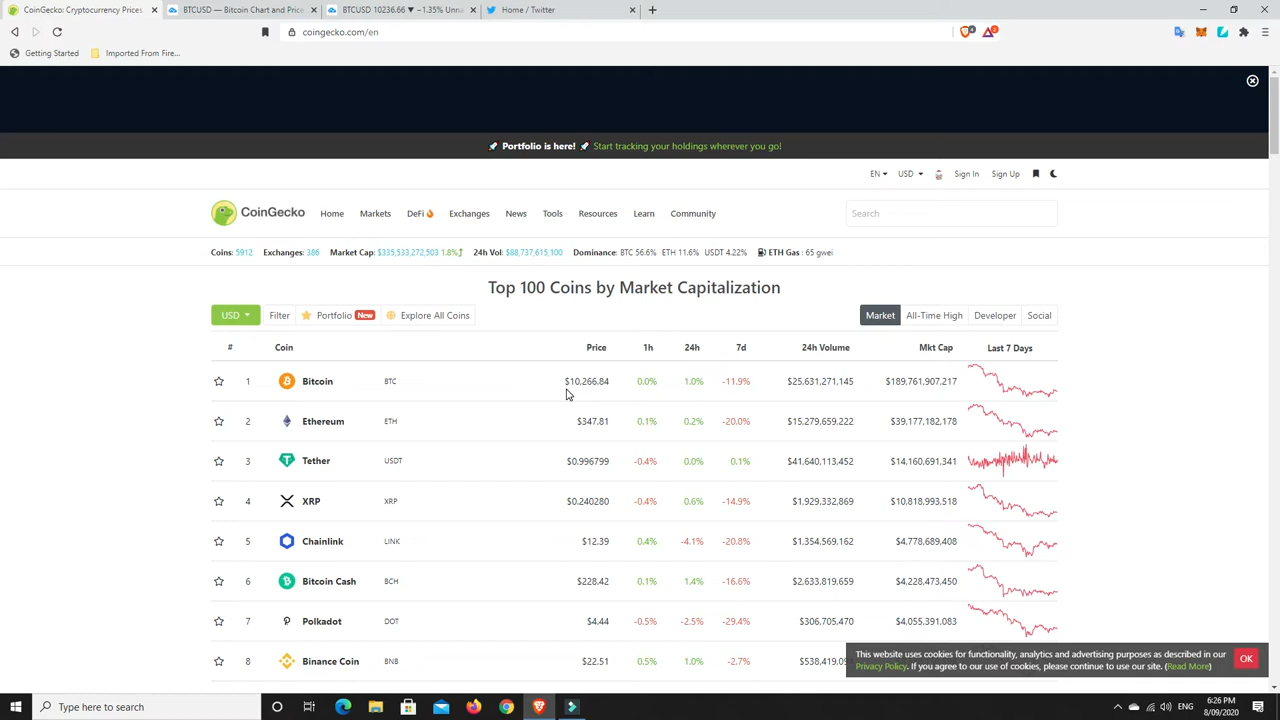 CoinGecko: Cryptocurrency Prices
BTCUSD — Bitcoin Chart and Price
BTCUSD 10236.66 ▼ −1.35% Unna
Home / Twitter
coingecko.com/en
Getting Started
Imported From Fire...
🚀 Portfolio is here! 🚀 Start tracking your holdings wherever you go!
EN USD Sign In Sign Up
CoinGecko Home Markets DeFi Exchanges News Tools Resources Learn Community Search
Coins: 5912 Exchanges: 386 Market Cap: $335,533,272,503 1.8% 24h Vol: $88,737,615,100 Dominance: BTC 56.6% ETH 11.6% USDT 4.22% ETH Gas : 65 gwei
Top 100 Coins by Market Capitalization
USD Filter Portfolio New Explore All Coins Market All-Time High Developer Social
# Coin Price 1h 24h 7d 24h Volume Mkt Cap Last 7 Days
1 Bitcoin BTC $10,266.84 0.0% 1.0% -11.9% $25,631,271,145 $189,761,907,217
2 Ethereum ETH $347.81 0.1% 0.2% -20.0% $15,279,659,222 $39,177,182,178
3 Tether USDT $0.996799 -0.4% 0.0% 0.1% $41,640,113,452 $14,160,691,341
4 XRP XRP $0.240280 -0.4% 0.6% -14.9% $1,929,332,869 $10,818,993,518
5 Chainlink LINK $12.39 0.4% -4.1% -20.8% $1,354,569,162 $4,778,689,408
6 Bitcoin Cash BCH $228.42 0.1% 1.4% -16.6% $2,633,819,659 $4,228,473,450
7 Polkadot DOT $4.44 -0.5% -2.5% -29.4% $306,705,470 $4,055,391,083
8 Binance Coin BNB $22.51 0.5% 1.0% -2.7% $538,419,0
This website uses cookies for functionality, analytics and advertising purposes as described in our
Privacy Policy. If you agree to our use of cookies, please continue to use our site. (Read More)
OK
Type here to search
ENG
6:26 PM
8/09/2020